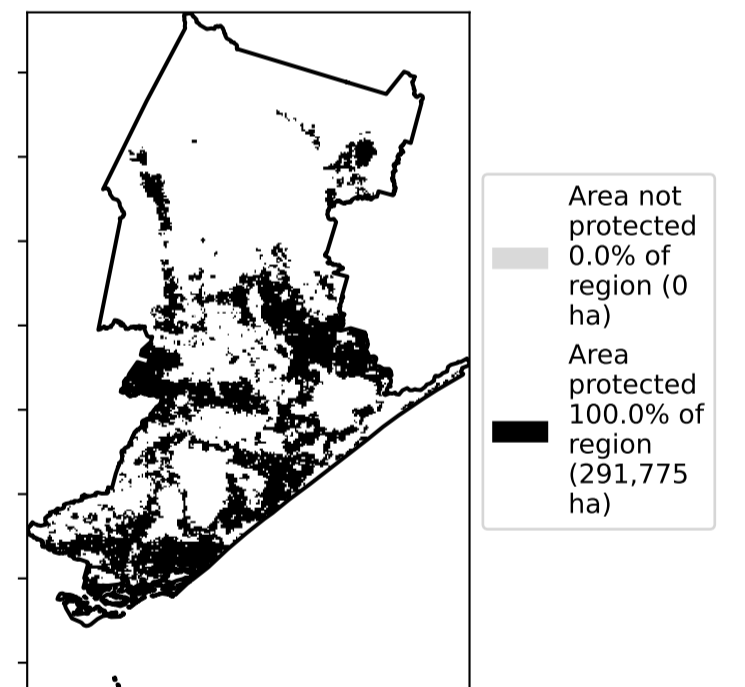 Area not
protected
0.0% of
region (0
ha)
Area
protected
100.0% of
region
(291,775
ha)